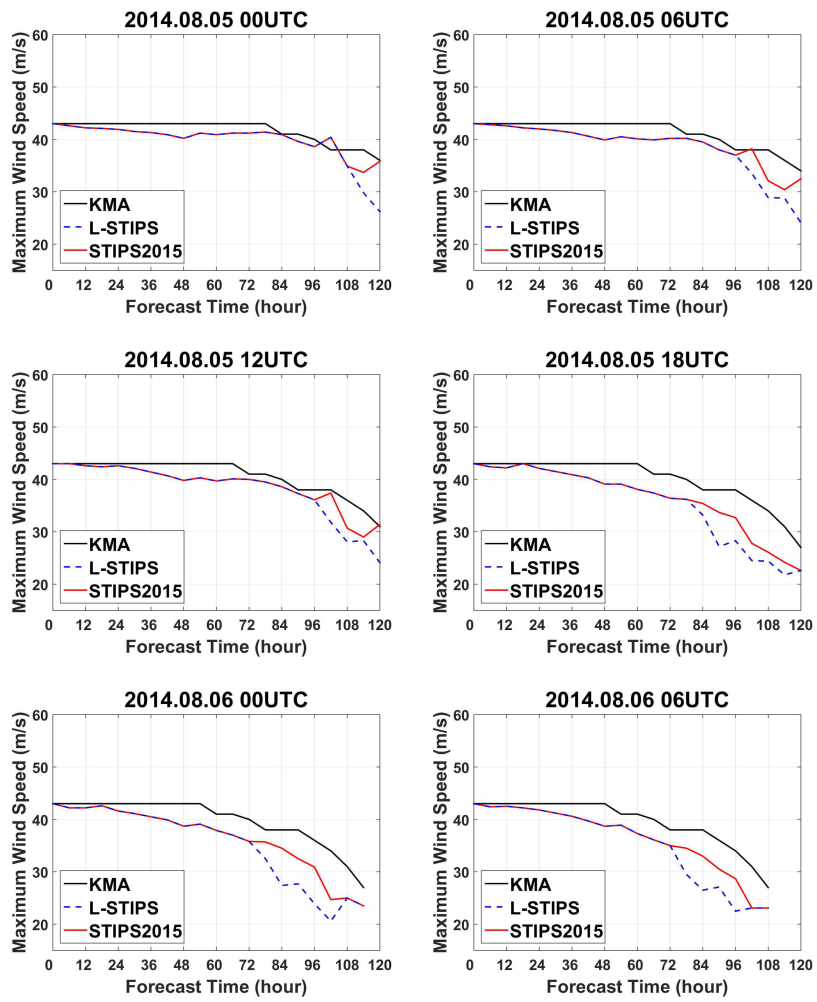 2014.08.05 00UTC
Maximum Wind Speed (m/s)
60
50
40
30
20
KMA
L-STIPS
STIPS2015
0 12 24 36 48 60 72 84 96 108 120
Forecast Time (hour)
2014.08.05 06UTC
Maximum Wind Speed (m/s)
60
50
40
30
20
KMA
L-STIPS
STIPS2015
0 12 24 36 48 60 72 84 96 108 120
Forecast Time (hour)
2014.08.05 12UTC
Maximum Wind Speed (m/s)
60
50
40
30
20
KMA
L-STIPS
STIPS2015
0 12 24 36 48 60 72 84 96 108 120
Forecast Time (hour)
2014.08.05 18UTC
Maximum Wind Speed (m/s)
60
50
40
30
20
KMA
L-STIPS
STIPS2015
0 12 24 36 48 60 72 84 96 108 120
Forecast Time (hour)
2014.08.06 00UTC
Maximum Wind Speed (m/s)
60
50
40
30
20
KMA
L-STIPS
STIPS2015
0 12 24 36 48 60 72 84 96 108 120
Forecast Time (hour)
2014.08.06 06UTC
Maximum Wind Speed (m/s)
60
50
40
30
20
KMA
L-STIPS
STIPS2015
0 12 24 36 48 60 72 84 96 108 120
Forecast Time (hour)